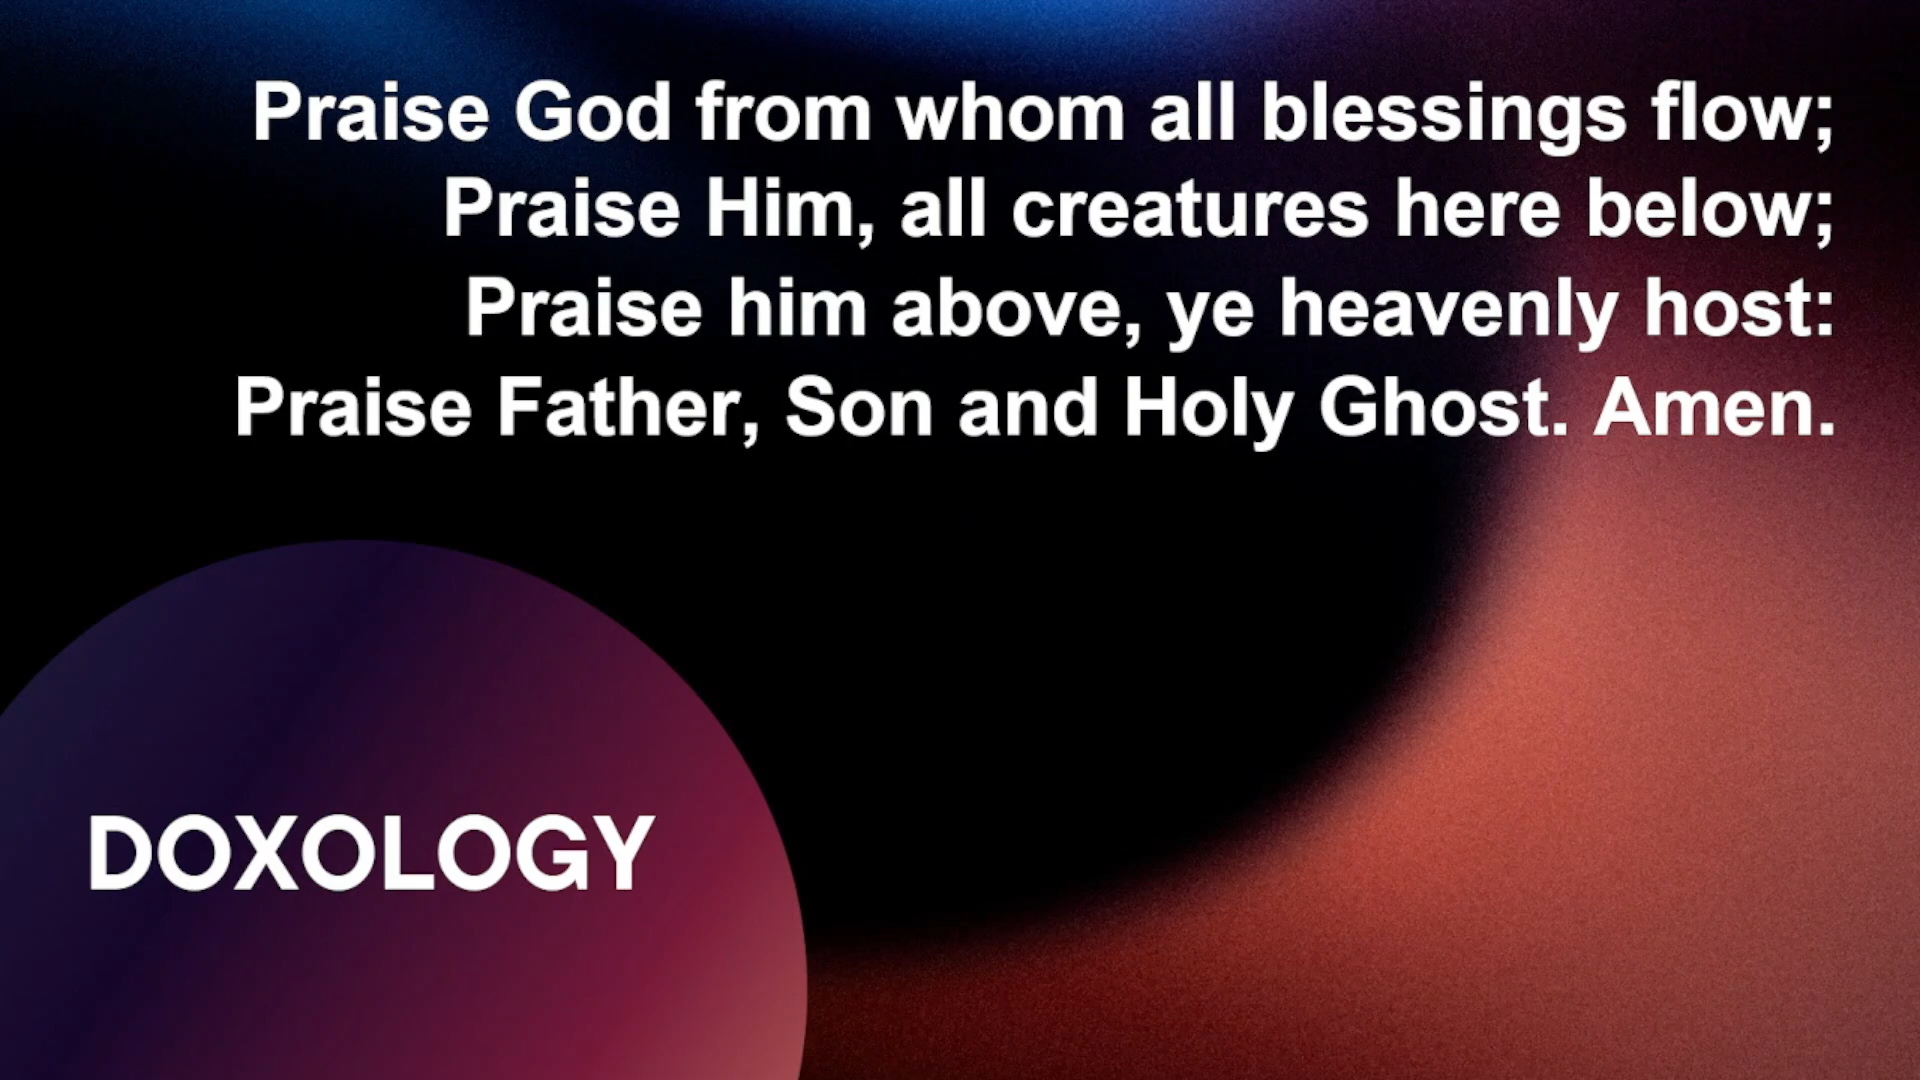 Praise God from whom all blessings flow;
Praise Him, all creatures here below;
Praise him above, ye heavenly host:
Praise Father, Son and Holy Ghost. Amen.
DOXOLOGY